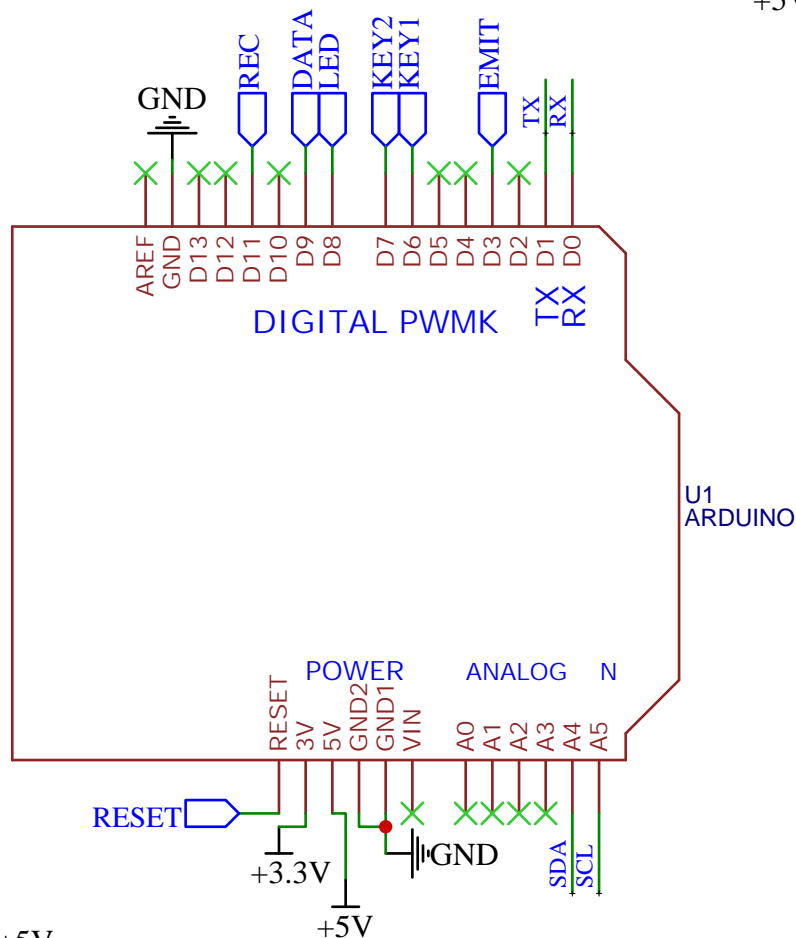 +5V
REC
DATA
LED
KEY2
KEY1
EMIT
TX
RX
GND
AREF
GND
D13
D12
D11
D10
D9
D8
D7
D6
D5
D4
D3
D2
D1
D0
DIGITAL PWMK
TX
RX
U1
ARDUINO
POWER
ANALOG N
RESET
3V
5V
GND2
GND1
VIN
A0
A1
A2
A3
A4
A5
RESET
+3.3V
GND
SDA
SCL
+5V
+5V